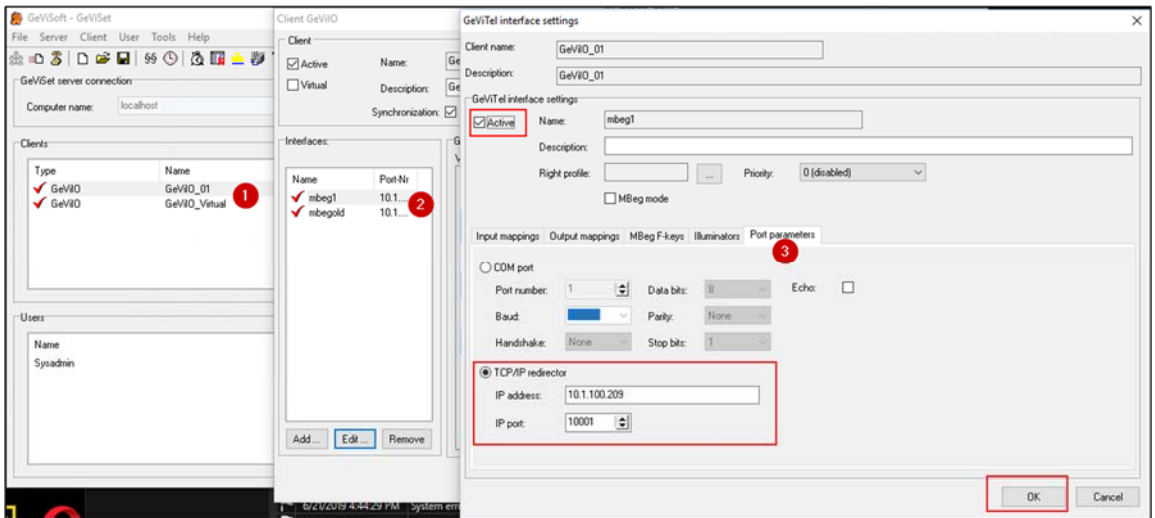 GeViSoft - GeViSet
File Server Client User Tools Help
GeViSet server connection
Computer name: localhost
Clients
Type Name
GeViIO GeViIO_01
GeViIO GeViIO_Virtual
1
Users
Name
Sysadmin
Client GeViIO
Client
Active Name: Ge
Virtual Description: Ge
Synchronization:
Interfaces:
Name Port-Nr
mbeg1 10.1....
mbegold 10.1....
2
Add ... Edit ... Remove
6/21/2019 4:44:29 PM System err
GeViTel interface settings
Client name: GeViIO_01
Description: GeViIO_01
GeViTel interface settings
Active Name: mbeg1
Description:
Right profile: ... Priority: 0 (disabled)
MBeg mode
Input mappings Output mappings MBeg F-keys Illuminators Port parameters
3
COM port
Port number: 1 Data bits: 8 Echo:
Baud: Parity: None
Handshake: None Stop bits: 1
TCP/IP redirector
IP address: 10.1.100.209
IP port: 10001
OK Cancel